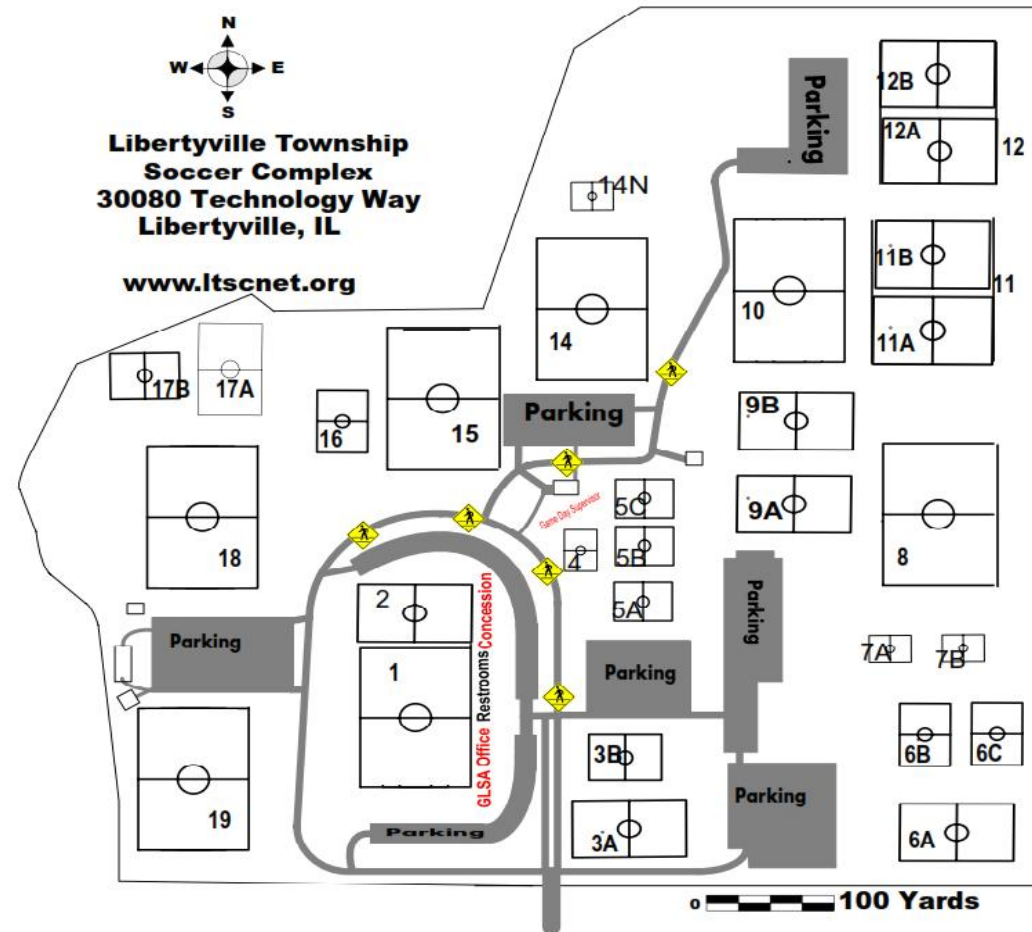 N
W E
S
Libertyville Township
Soccer Complex
30080 Technology Way
Libertyville, IL
www.ltscnet.org
Parking
12B
12A
12
14N
11B
11
11A
10
14
17B
17A
16
15
Parking
9B
9A
5C
Game Day Supervisor
5B
4
5A
18
8
2
Parking
Parking
Parking
1
GLSA Office Restrooms Concession
7A
7B
3B
6B
6C
19
Parking
Parking
3A
6A
0 100 Yards